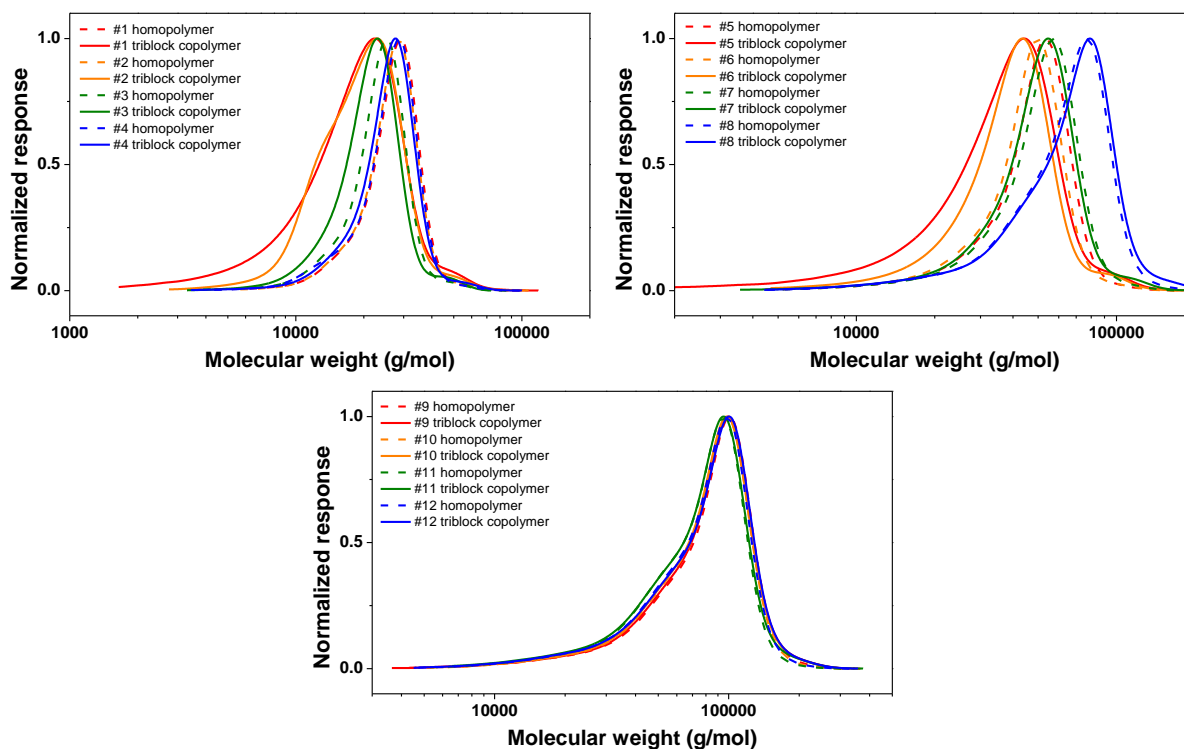 #1 homopolymer
#1 triblock copolymer
#2 homopolymer
#2 triblock copolymer
#3 homopolymer
#3 triblock copolymer
#4 homopolymer
#4 triblock copolymer
1.0
0.5
0.0
Normalized response
1000
10000
100000
Molecular weight (g/mol)
#5 homopolymer
#5 triblock copolymer
#6 homopolymer
#6 triblock copolymer
#7 homopolymer
#7 triblock copolymer
#8 homopolymer
#8 triblock copolymer
1.0
0.5
0.0
Normalized response
10000
100000
Molecular weight (g/mol)
#9 homopolymer
#9 triblock copolymer
#10 homopolymer
#10 triblock copolymer
#11 homopolymer
#11 triblock copolymer
#12 homopolymer
#12 triblock copolymer
1.0
0.5
0.0
Normalized response
10000
100000
Molecular weight (g/mol)